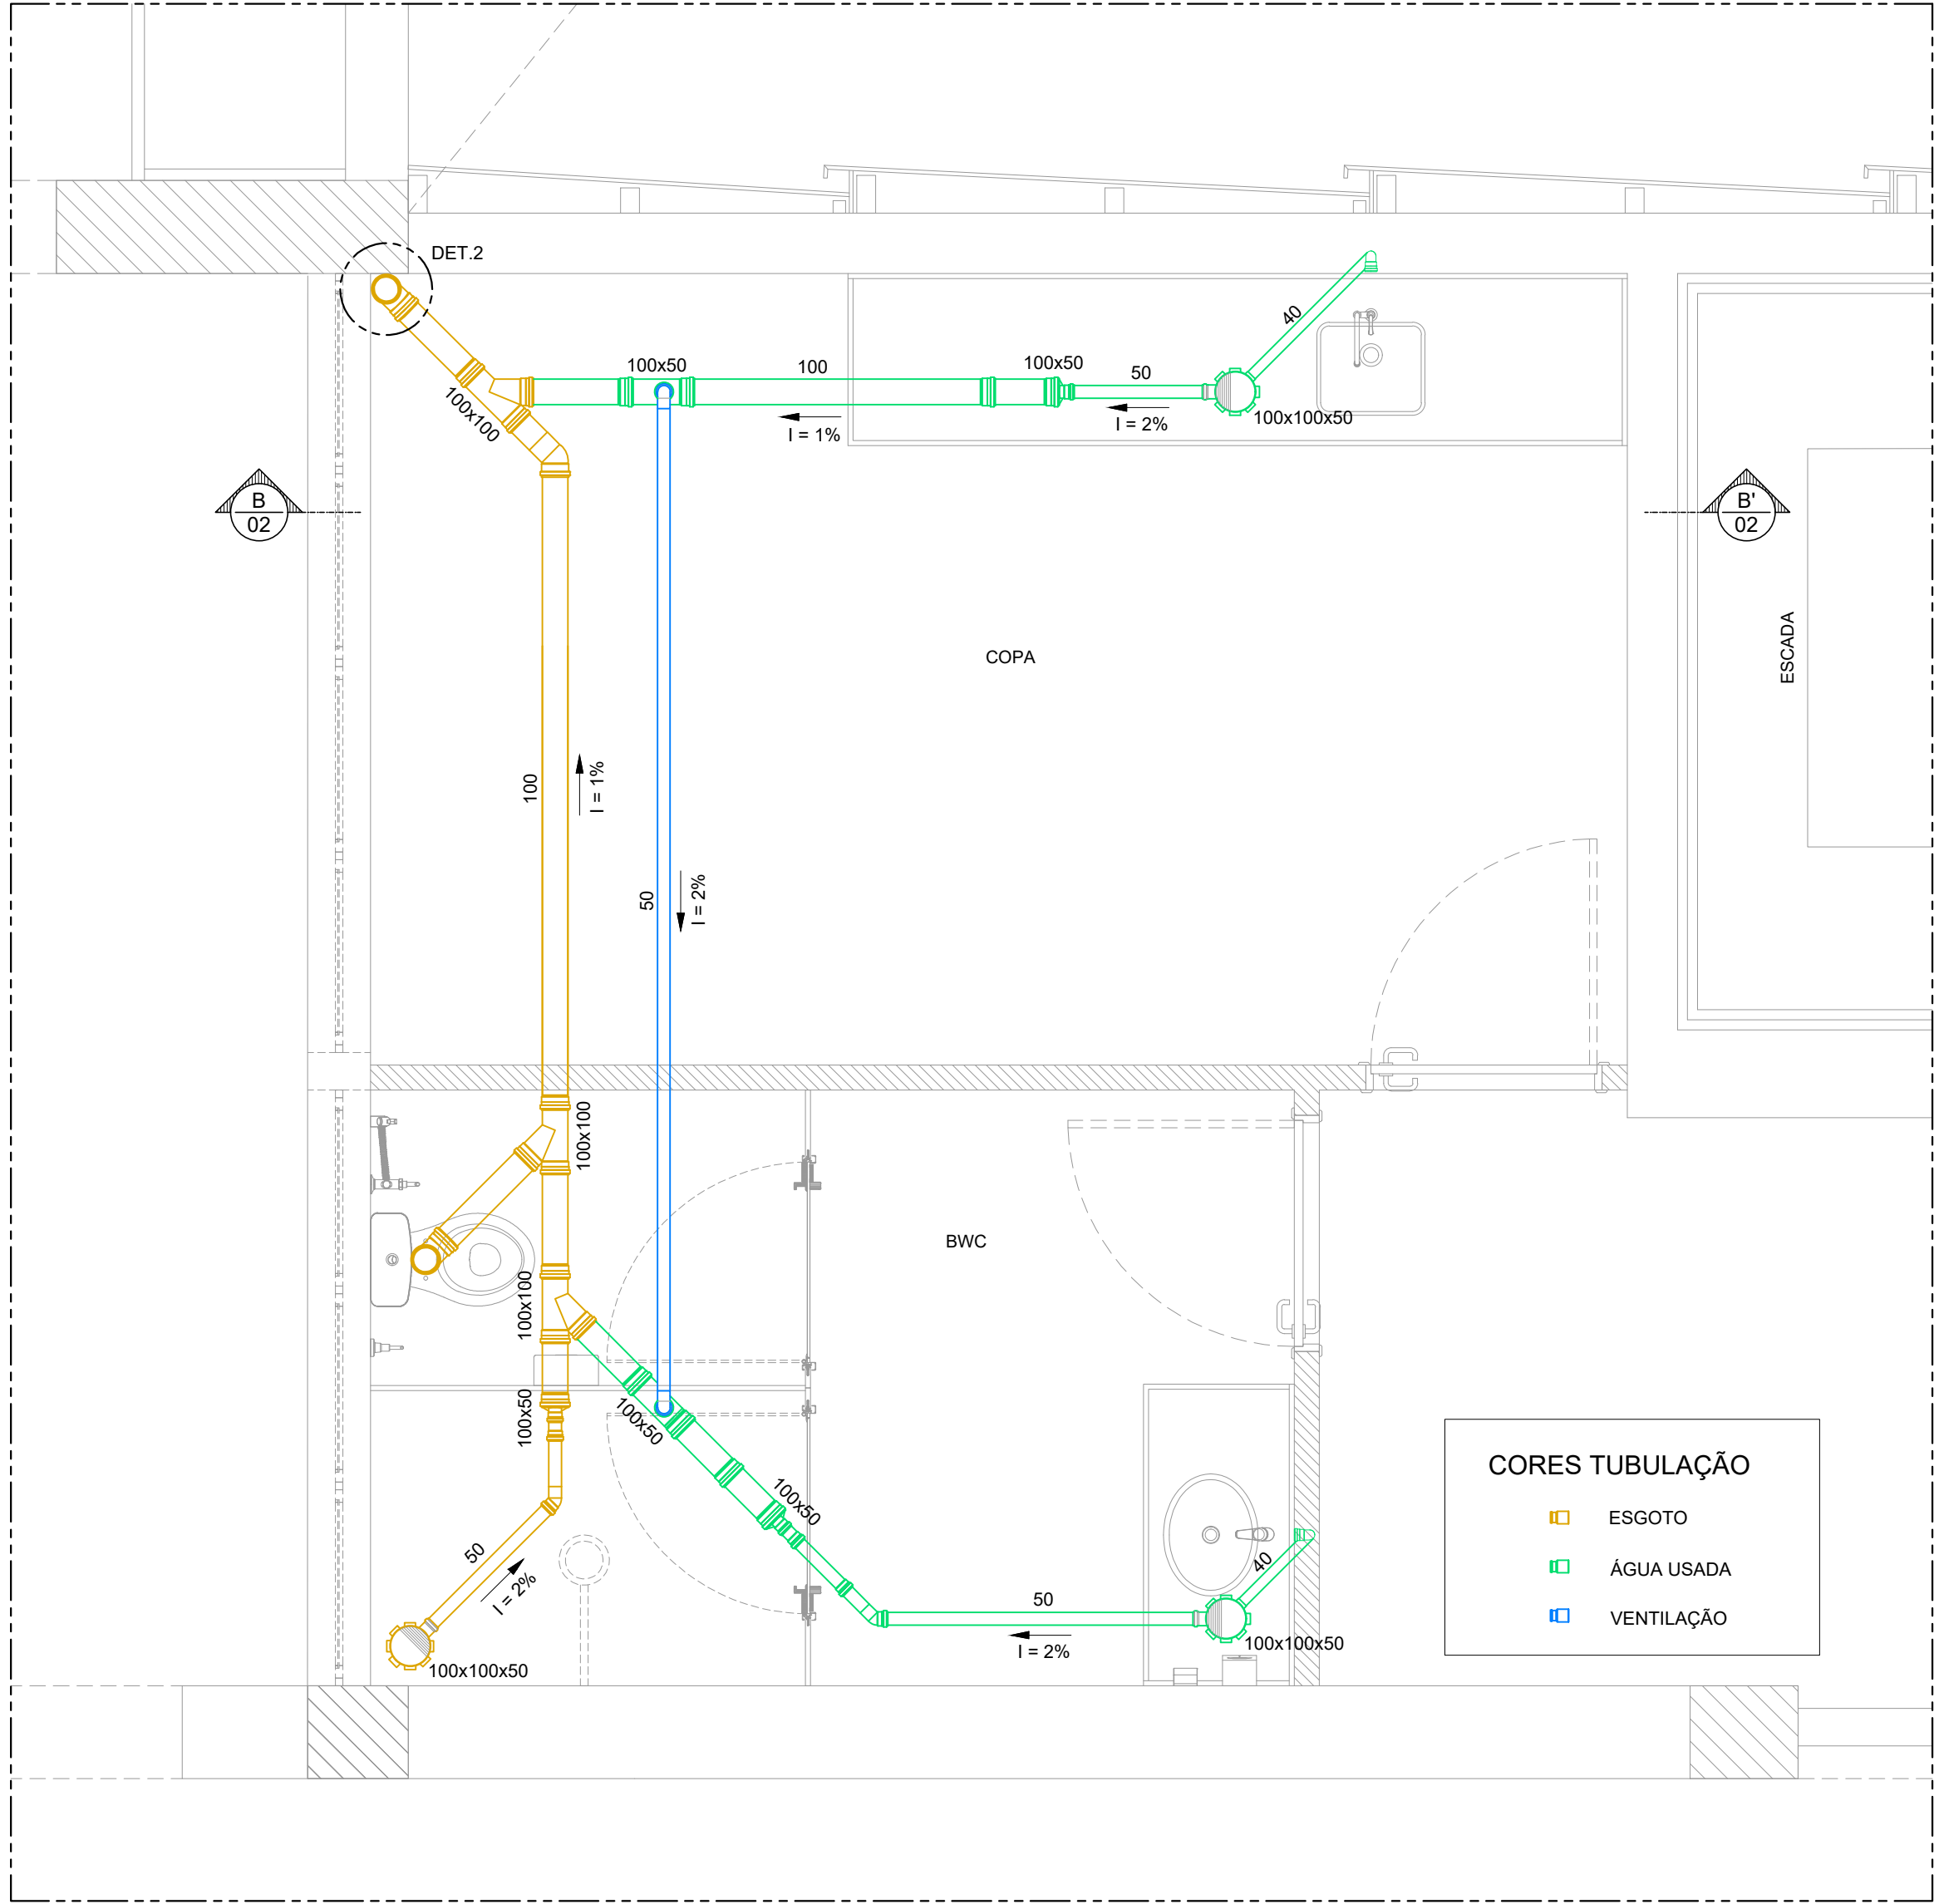 DET.2
40
100x50
100
100x50
50
100x100
100x100x50
I = 1%
I = 2%
B
02
B'
02
COPA
ESCADA
100
I = 1%
50
I = 2%
100x100
BWC
100x100
100x50
100x50
100x50
50
I = 2%
100x100x50
50
I = 2%
40
100x100x50
CORES TUBULAÇÃO
ESGOTO
ÁGUA USADA
VENTILAÇÃO